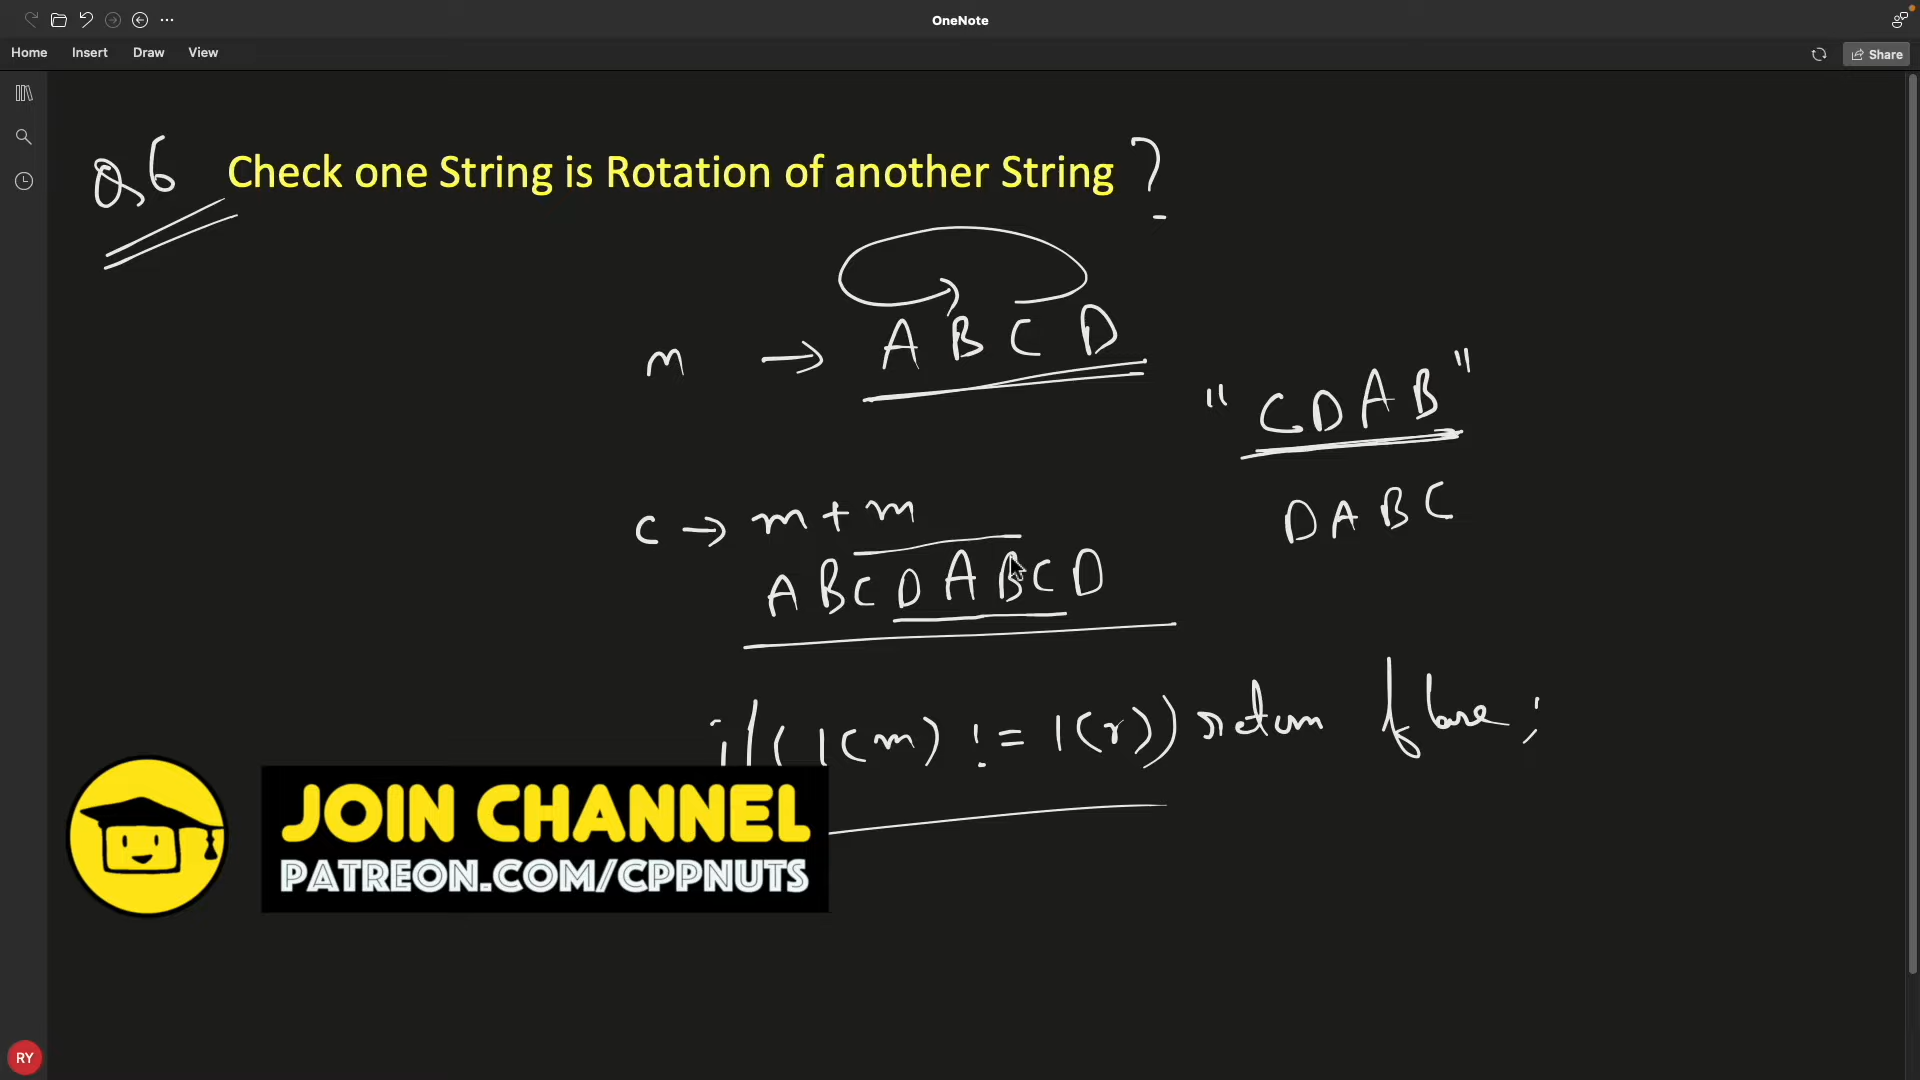 OneNote
Home Insert Draw View Share
Q.6 Check one String is Rotation of another String ?
m → A B C D
" C D A B "
D A B C
c → m + m
A B C D A B C D
if ( l(m) != l(r)) return false ;
JOIN CHANNEL
PATREON.COM/CPPNUTS
RY